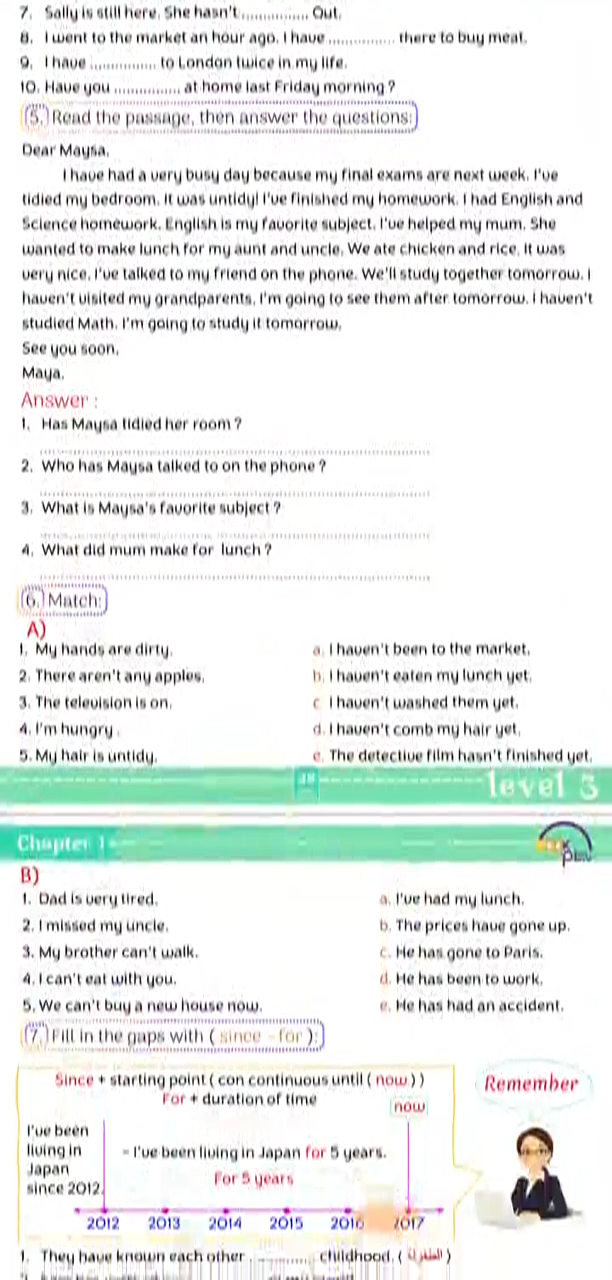 7. Sally is still here. She hasn't ................ Out.
8. I went to the market an hour ago. I have ................ there to buy meat.
9. I have ................ to London twice in my life.
10. Have you ................ at home last Friday morning ?
5. Read the passage, then answer the questions:
Dear Maysa,
I have had a very busy day because my final exams are next week. I've
tidied my bedroom. It was untidy! I've finished my homework. I had English and
Science homework. English is my favorite subject. I've helped my mum. She
wanted to make lunch for my aunt and uncle. We ate chicken and rice. It was
very nice. I've talked to my friend on the phone. We'll study together tomorrow. I
haven't visited my grandparents. I'm going to see them after tomorrow. I haven't
studied Math. I'm going to study it tomorrow.
See you soon,
Maya.
Answer :
1. Has Maysa tidied her room ?
2. Who has Maysa talked to on the phone ?
3. What is Maysa's favorite subject ?
4. What did mum make for lunch ?
6. Match:
A)
1. My hands are dirty. a. I haven't been to the market.
2. There aren't any apples. b. I haven't eaten my lunch yet.
3. The television is on. c I haven't washed them yet.
4. I'm hungry . d. I haven't comb my hair yet.
5. My hair is untidy. e. The detective film hasn't finished yet.
level 3
Chapter 1
B)
1. Dad is very tired. a. I've had my lunch.
2. I missed my uncle. b. The prices have gone up.
3. My brother can't walk. c. He has gone to Paris.
4. I can't eat with you. d. He has been to work.
5. We can't buy a new house now. e. He has had an accident.
7. Fill in the gaps with ( since - for ):
Since + starting point ( con continuous until ( now ) )
For + duration of time
Remember
now
I've been
living in
Japan
since 2012.
- I've been living in Japan for 5 years.
For 5 years
2012 2013 2014 2015 2016 2017
1. They have known each other ............. childhood. ( الطفولة )